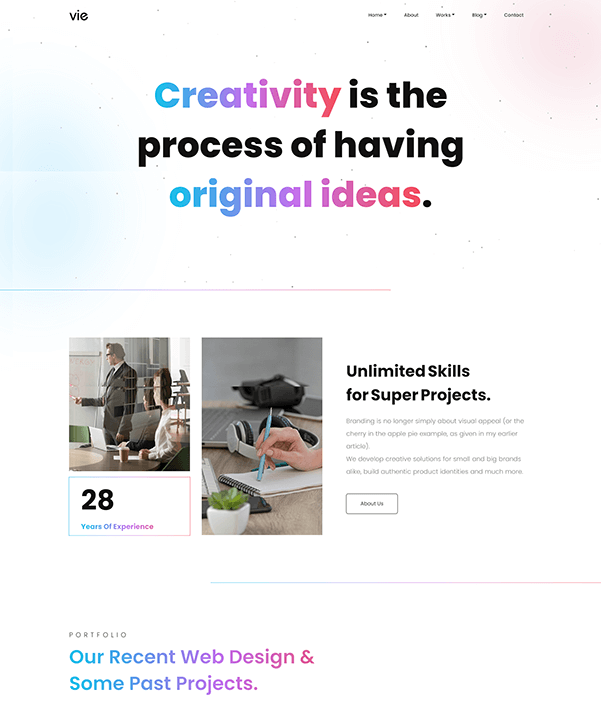 vie
Home
About
Works
Blog
Contact
Creativity is the
process of having
original ideas.
Unlimited Skills
for Super Projects.
Branding is no longer simply about visual appeal (or the
cherry in the apple pie example, as given in my earlier
article).
We develop creative solutions for small and big brands
alike, build authentic product identities and much more.
About Us
28
Years Of Experience
PORTFOLIO
Our Recent Web Design &
Some Past Projects.